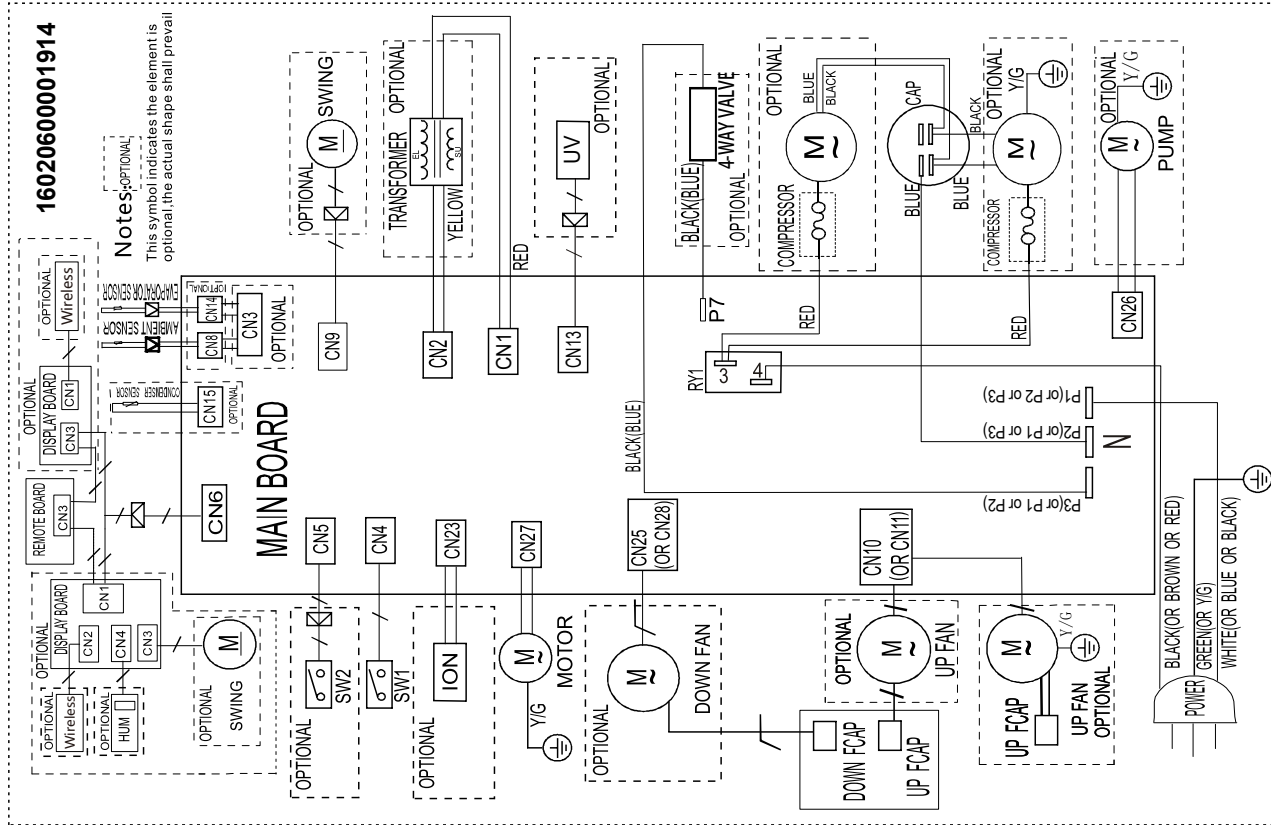 16020600001914
Notes:
OPTIONAL
This symbol indicates the element is
optional,the actual shape shall prevail
OPTIONAL
Wireless
OPTIONAL
DISPLAY BOARD
CN1
CN3
REMOTE BOARD
CN3
EVAPORATOR SENSOR
AMBIENT SENSOR
CN14
CN8
OPTIONAL
CN3
OPTIONAL
CONDENSER SENSOR
CN15
OPTIONAL
CN6
OPTIONAL
DISPLAY BOARD
CN1
CN2
CN4
CN3
OPTIONAL
Wireless
OPTIONAL
HUM
OPTIONAL
SWING
M
MAIN BOARD
OPTIONAL
SWING
M
CN9
TRANSFORMER
OPTIONAL
EL
SU
YELLOW
RED
CN2
CN1
UV
OPTIONAL
CN13
BLACK(BLUE)
4-WAY VALVE
OPTIONAL
P7
BLACK(BLUE)
OPTIONAL
BLUE
BLACK
M
~
COMPRESSOR
RED
RY1
3
4
CAP
BLUE
BLUE
BLACK
OPTIONAL
Y/G
M
~
COMPRESSOR
RED
OPTIONAL
Y/G
M
~
PUMP
CN26
P1(or P2 or P3)
P2(or P1 or P3)
N
P3(or P1 or P2)
CN5
SW2
OPTIONAL
CN4
SW1
CN23
ION
OPTIONAL
CN27
M
~
MOTOR
Y/G
CN25
(OR CN28)
M
~
DOWN FAN
OPTIONAL
DOWN FCAP
UP FCAP
CN10
(OR CN11)
OPTIONAL
M
~
UP FAN
M
~
Y/G
UP FCAP
UP FAN
OPTIONAL
POWER
BLACK(OR BROWN OR RED)
GREEN(OR Y/G)
WHITE(OR BLUE OR BLACK)